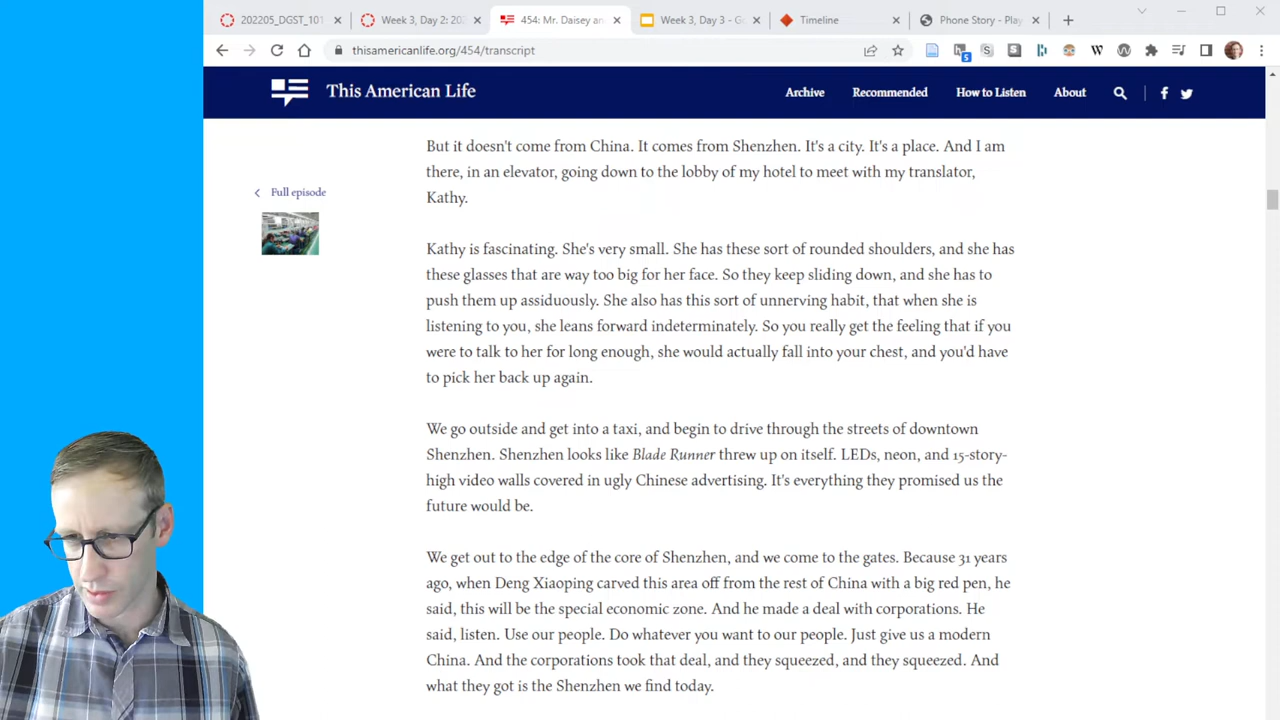 202205_DGST_101
Week 3, Day 2: 202
454: Mr. Daisey an
Week 3, Day 3 - Go
Timeline
Phone Story - Play
thisamericanlife.org/454/transcript
5
This American Life
Archive
Recommended
How to Listen
About
Full episode
But it doesn't come from China. It comes from Shenzhen. It's a city. It's a place. And I am
there, in an elevator, going down to the lobby of my hotel to meet with my translator,
Kathy.
Kathy is fascinating. She's very small. She has these sort of rounded shoulders, and she has
these glasses that are way too big for her face. So they keep sliding down, and she has to
push them up assiduously. She also has this sort of unnerving habit, that when she is
listening to you, she leans forward indeterminately. So you really get the feeling that if you
were to talk to her for long enough, she would actually fall into your chest, and you'd have
to pick her back up again.
We go outside and get into a taxi, and begin to drive through the streets of downtown
Shenzhen. Shenzhen looks like Blade Runner threw up on itself. LEDs, neon, and 15-story-
high video walls covered in ugly Chinese advertising. It's everything they promised us the
future would be.
We get out to the edge of the core of Shenzhen, and we come to the gates. Because 31 years
ago, when Deng Xiaoping carved this area off from the rest of China with a big red pen, he
said, this will be the special economic zone. And he made a deal with corporations. He
said, listen. Use our people. Do whatever you want to our people. Just give us a modern
China. And the corporations took that deal, and they squeezed, and they squeezed. And
what they got is the Shenzhen we find today.